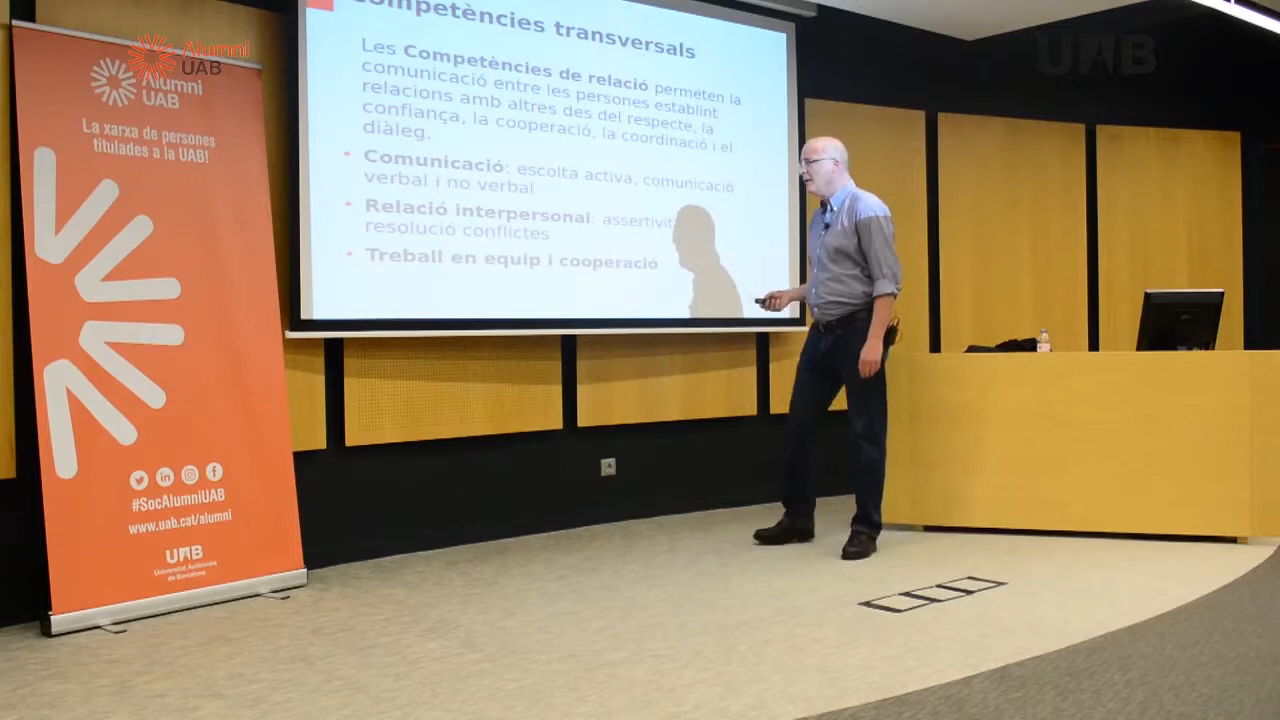 Alumni
UAB
Alumni
UAB
La xarxa de persones
titulades a la UAB!
#SocAlumniUAB
www.uab.cat/alumni
UAB
Universitat Autònoma
de Barcelona
competències transversals
Les Competències de relació permeten la
comunicació entre les persones establint
relacions amb altres des del respecte, la
confiança, la cooperació, la coordinació i el
diàleg.
• Comunicació: escolta activa, comunicació
verbal i no verbal
• Relació interpersonal: assertivit
resolució conflictes
• Treball en equip i cooperació
UAB